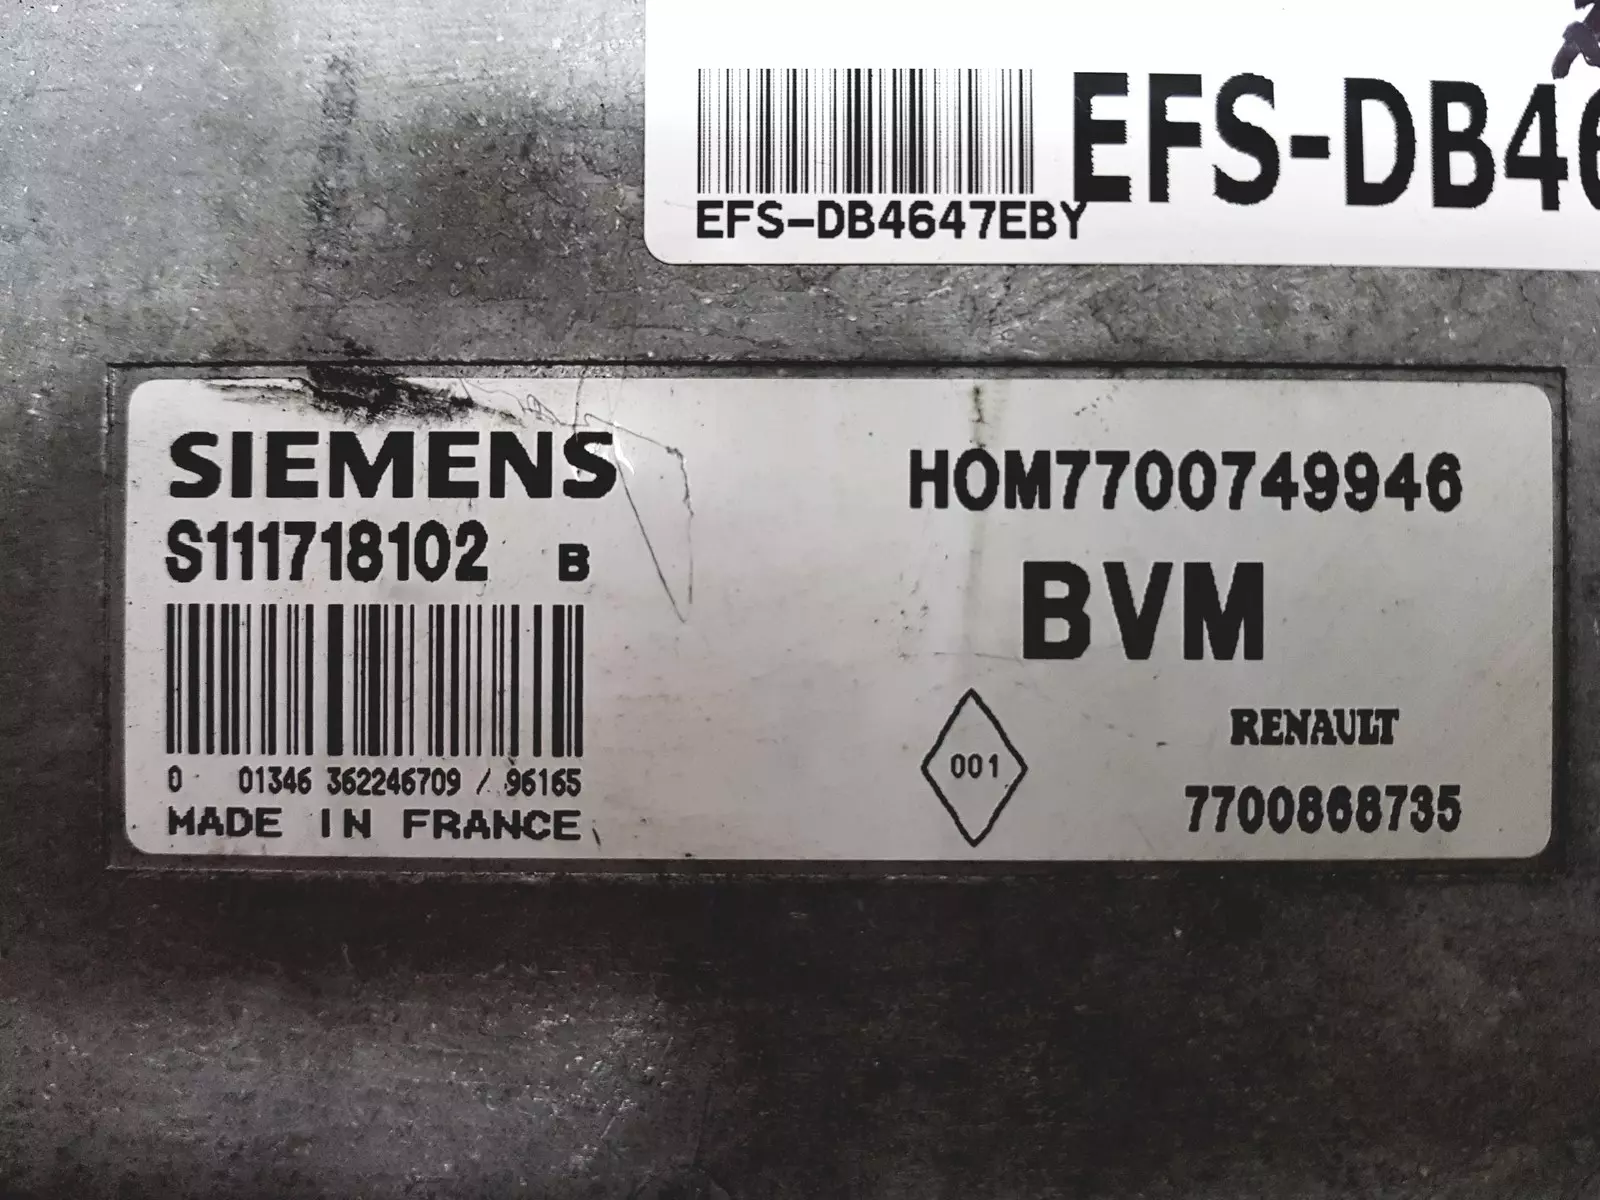 EFS-DB4647EBY
EFS-DB46
SIEMENS
S111718102 B
0 01346 362246709 / 96165
MADE IN FRANCE
HOM7700749946
BVM
001
RENAULT
7700868735